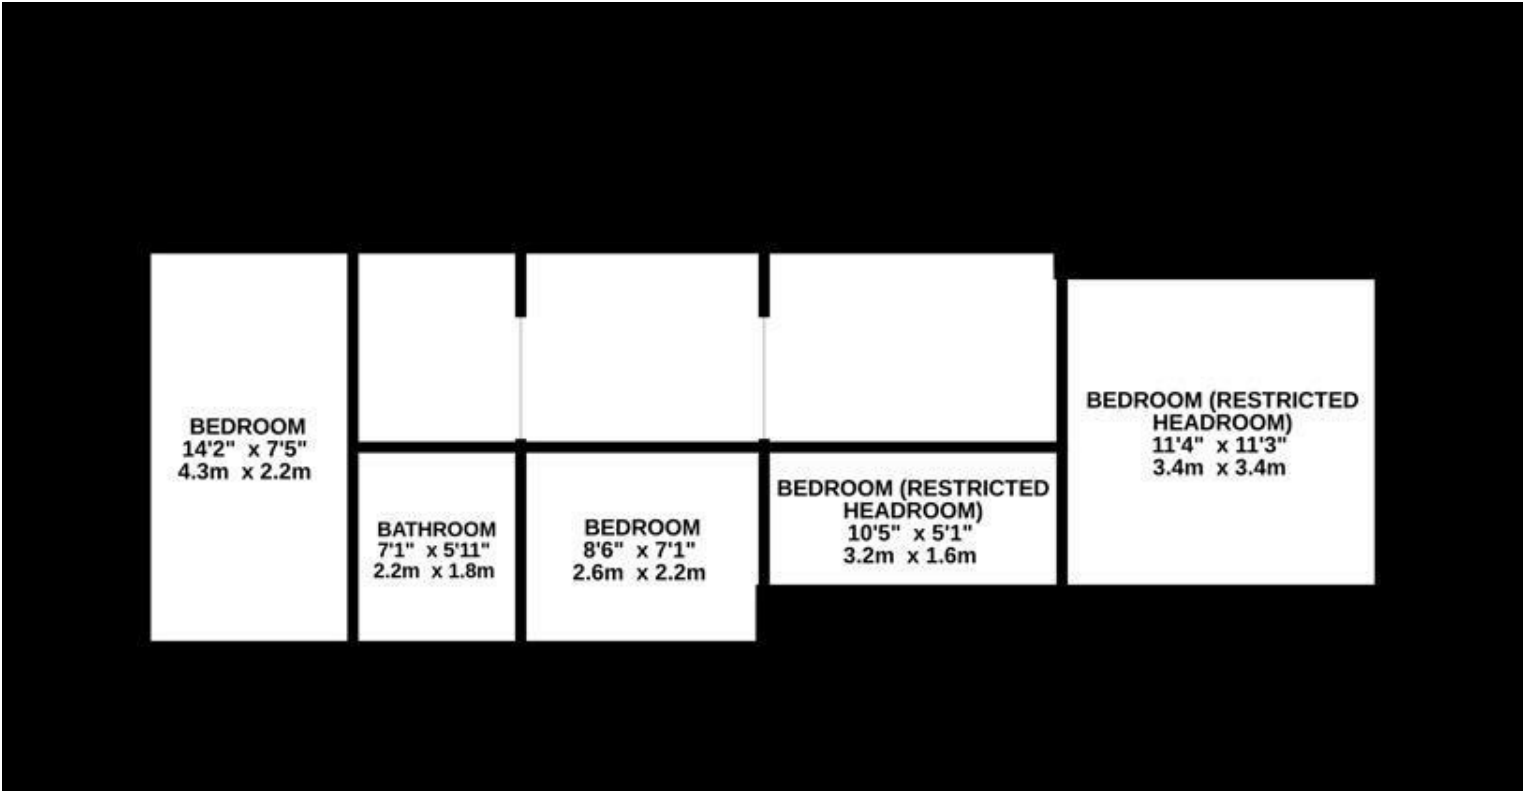 BEDROOM
14'2" x 7'5"
4.3m x 2.2m
BATHROOM
7'1" x 5'11"
2.2m x 1.8m
BEDROOM
8'6" x 7'1"
2.6m x 2.2m
BEDROOM (RESTRICTED
HEADROOM)
10'5" x 5'1"
3.2m x 1.6m
BEDROOM (RESTRICTED
HEADROOM)
11'4" x 11'3"
3.4m x 3.4m